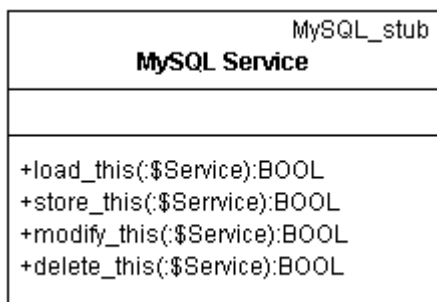 MySQL_stub
MySQL Service
+load_this(:$Service):BOOL
+store_this(:$Serrvice):BOOL
+modify_this(:$Service):BOOL
+delete_this(:$Service):BOOL